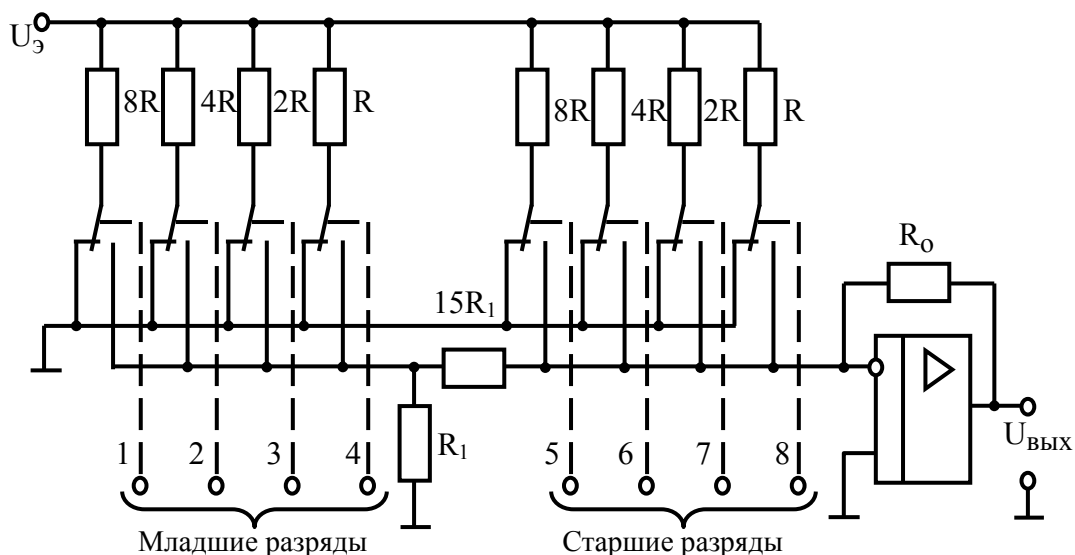 Uэ
8R 4R 2R R 8R 4R 2R R
Rо
15R₁
1 2 3 4 R₁ 5 6 7 8 Uвых
Младшие разряды Старшие разряды